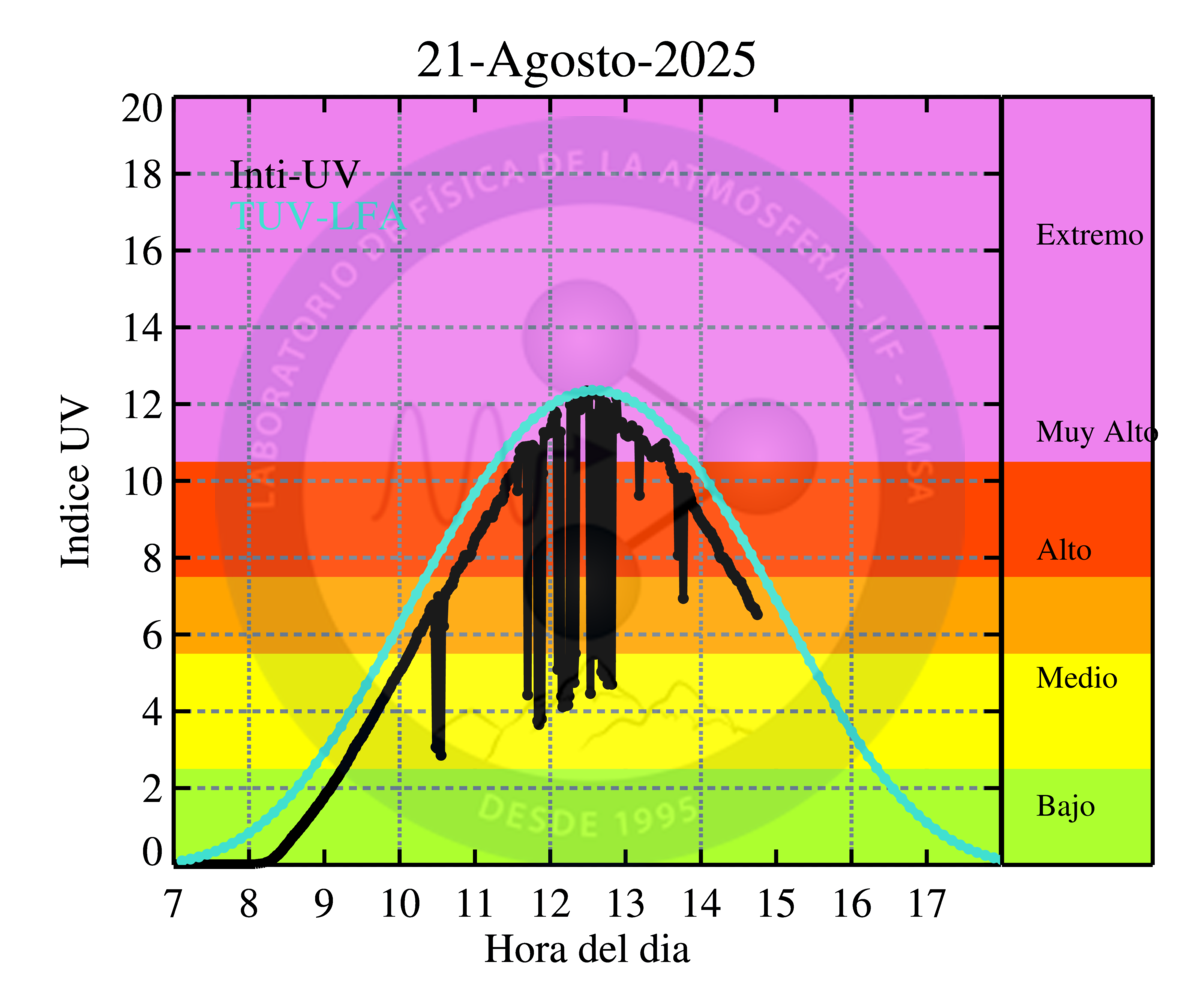 21-Agosto-2025
20
18
16
14
12
10
8
6
4
2
0
Indice UV
Inti-UV
TUV-LFA
LABORATORIO DE FÍSICA DE LA ATMÓSFERA - IIF - UMSA
DESDE 1995
Extremo
Muy Alto
Alto
Medio
Bajo
7 8 9 10 11 12 13 14 15 16 17
Hora del dia